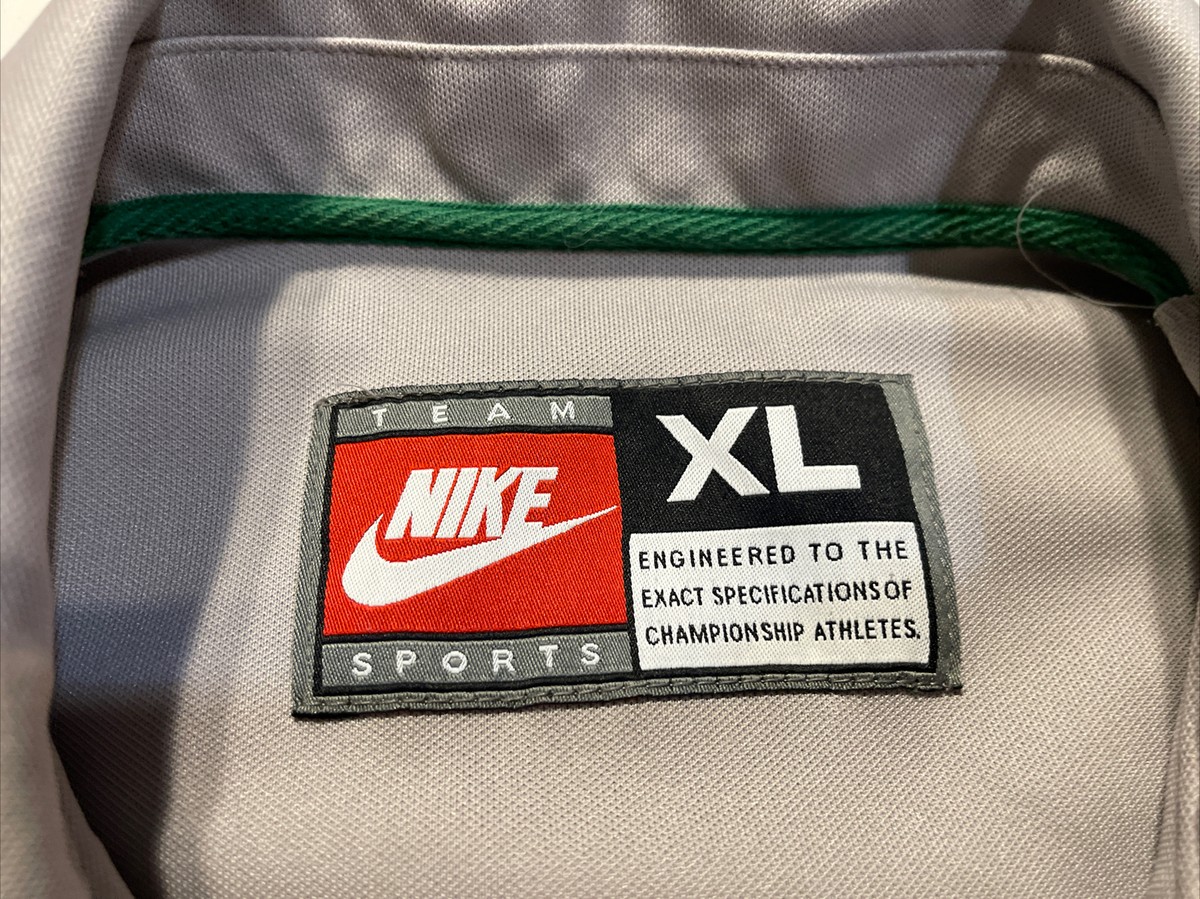 TEAM
NIKE
SPORTS
XL
ENGINEERED TO THE
EXACT SPECIFICATIONS OF
CHAMPIONSHIP ATHLETES.